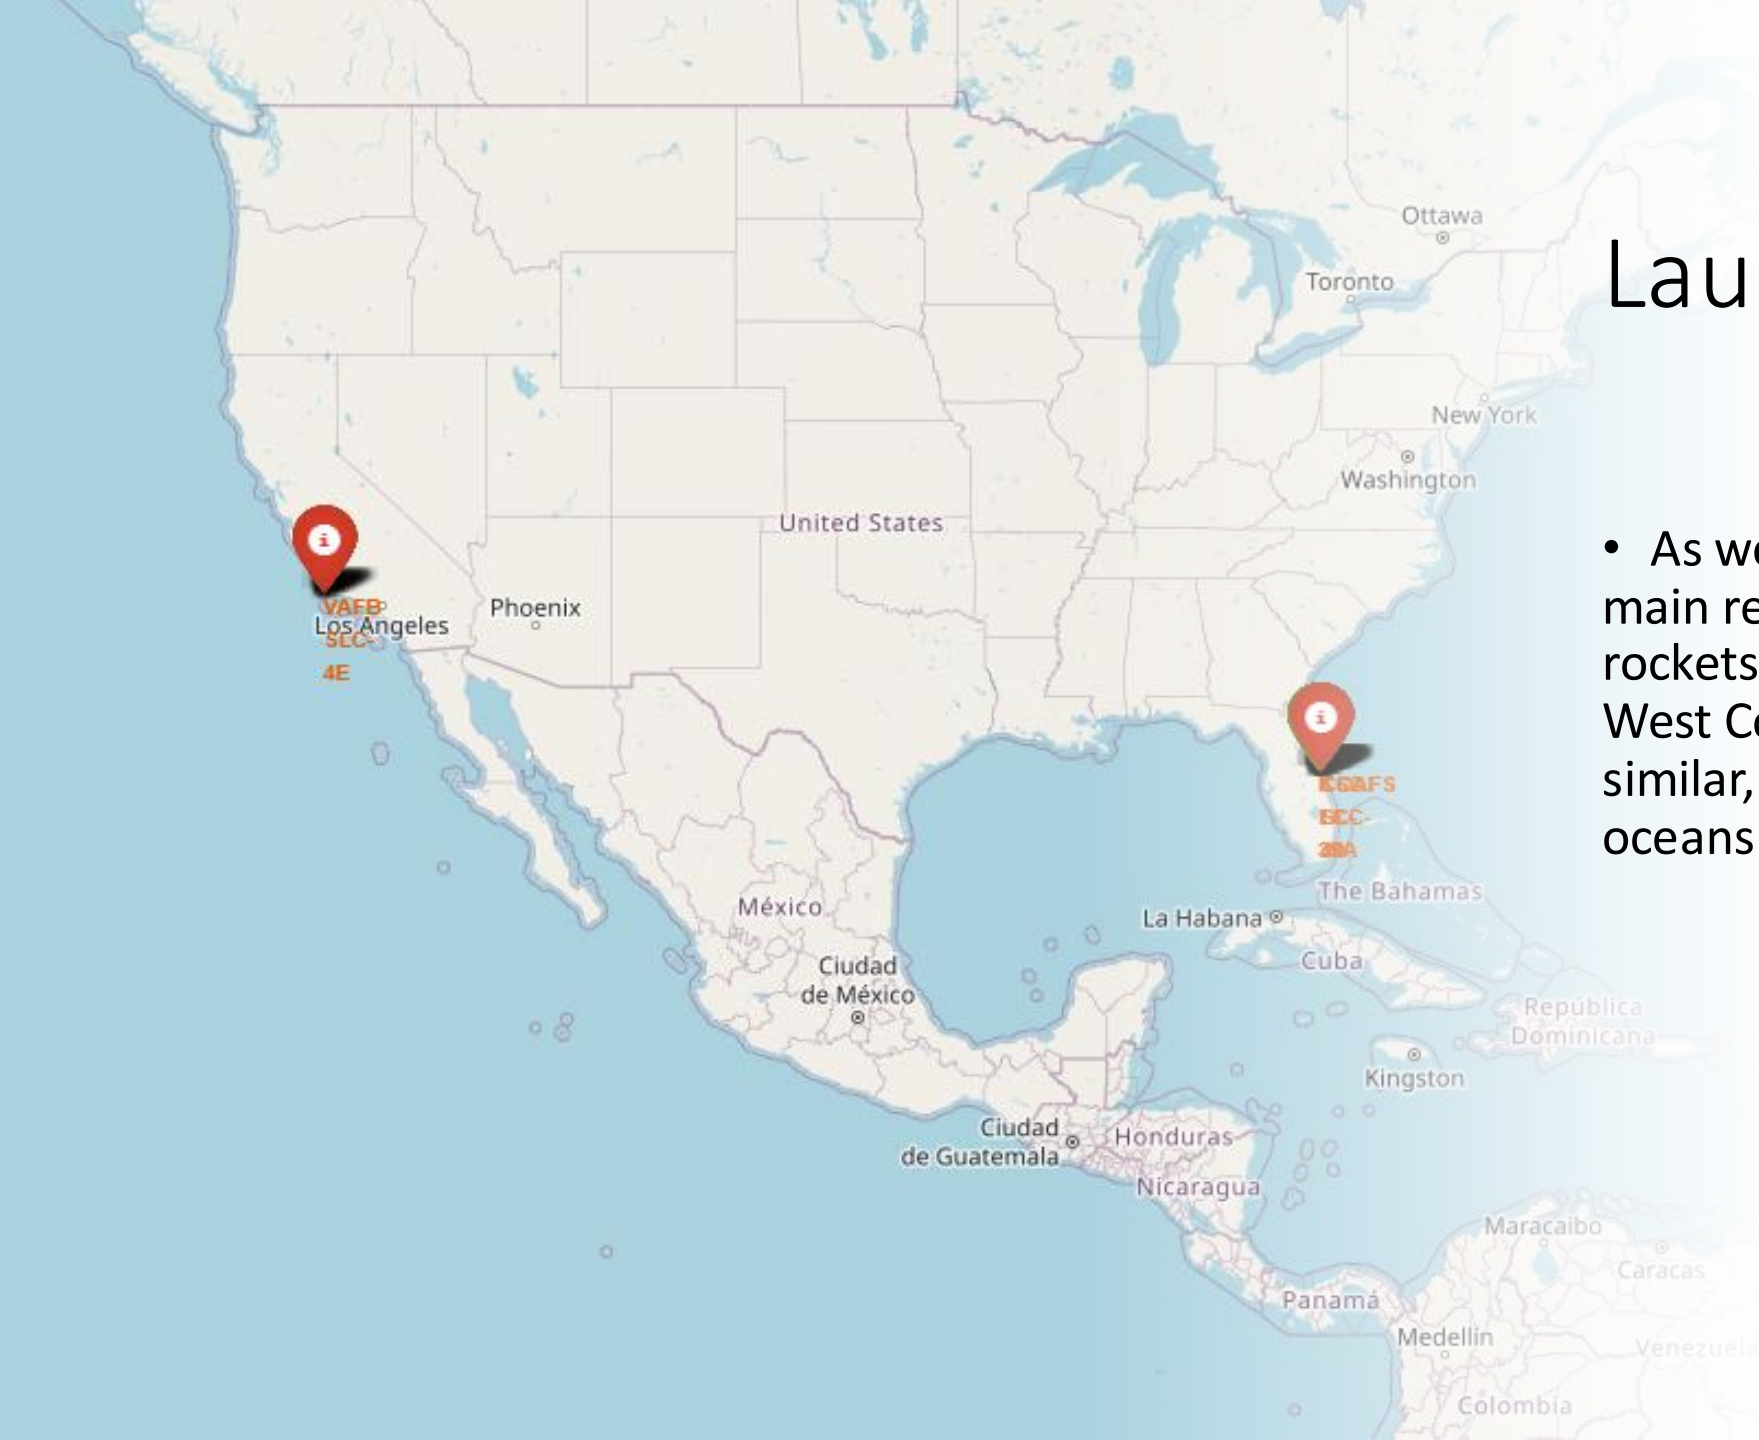 Ottawa
Toronto
Lau
New York
Washington
United States
As we
main re
rockets
West Co
similar,
oceans
VAFB
SLC-
4E
Los Angeles
Phoenix
The Bahamas
La Habana
México
Cuba
Ciudad
de México
República
Dominicana
Kingston
Ciudad
de Guatemala
Honduras
Nicaragua
Maracaibo
Caracas
Panamá
Medellín
Venezuela
Colombia